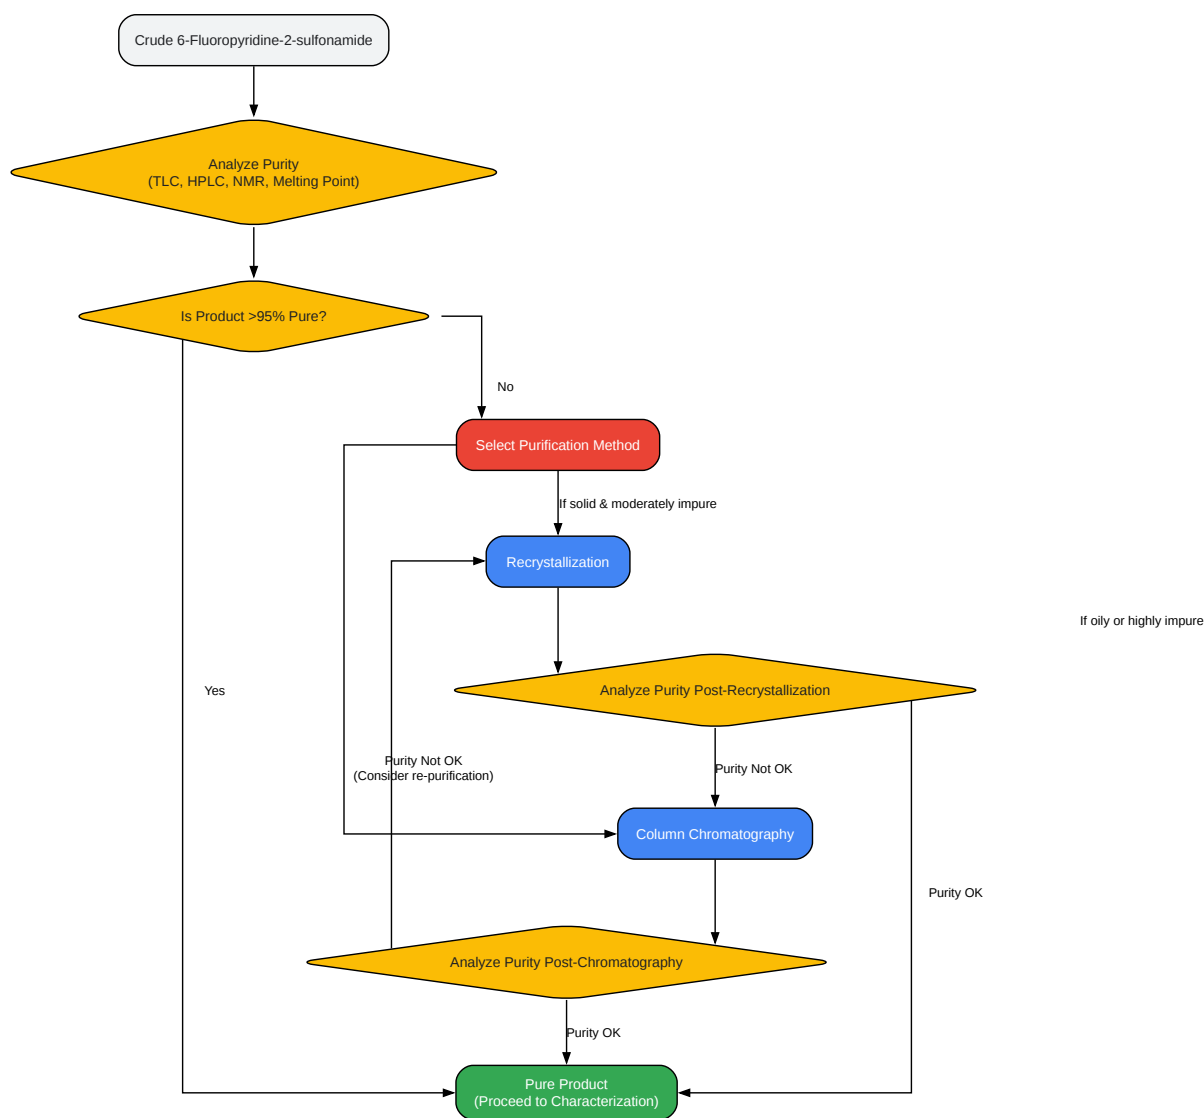 Crude 6-Fluoropyridine-2-sulfonamide
Analyze Purity
(TLC, HPLC, NMR, Melting Point)
Is Product >95% Pure?
No
Select Purification Method
If solid & moderately impure
Recrystallization
If oily or highly impure
Yes
Analyze Purity Post-Recrystallization
Purity Not OK
(Consider re-purification)
Purity Not OK
Column Chromatography
Purity OK
Analyze Purity Post-Chromatography
Purity OK
Pure Product
(Proceed to Characterization)